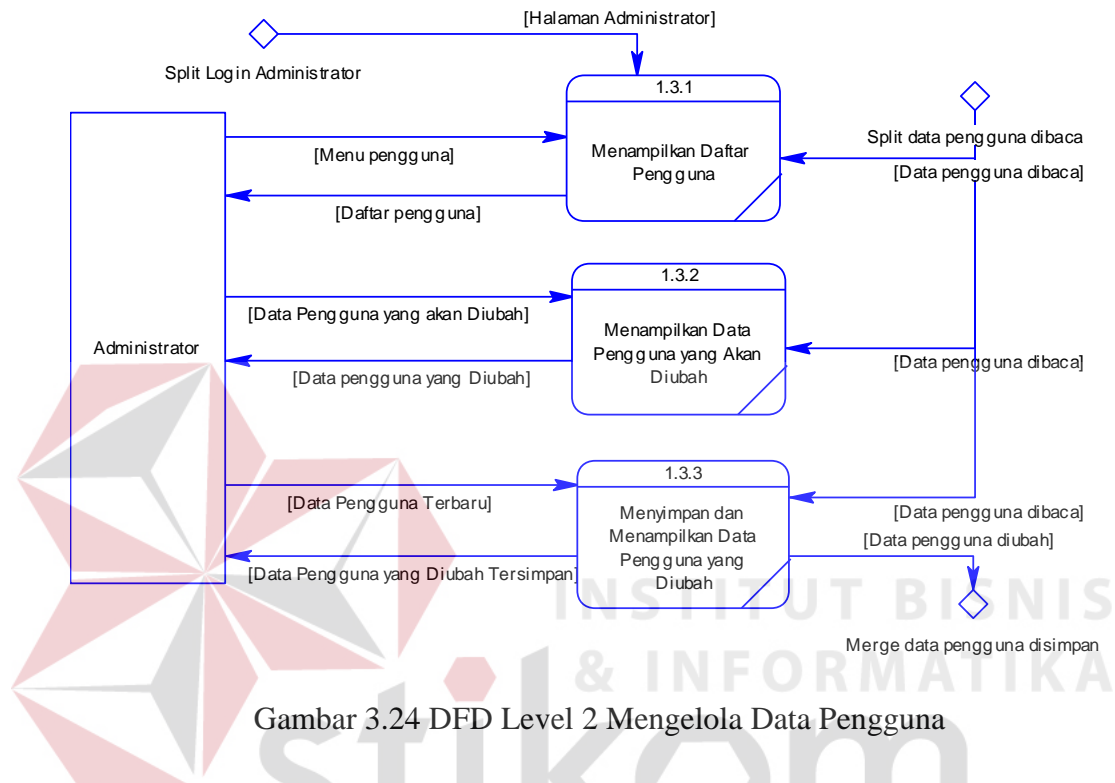 [Halaman Administrator]
Split Login Administrator
1.3.1
Menampilkan Daftar
Pengguna
Split data pengguna dibaca
[Menu pengguna]
[Data pengguna dibaca]
[Daftar pengguna]
1.3.2
[Data Pengguna yang akan Diubah]
Menampilkan Data
Pengguna yang Akan
Diubah
Administrator
[Data pengguna dibaca]
[Data pengguna yang Diubah]
1.3.3
[Data Pengguna Terbaru]
Menyimpan dan
Menampilkan Data
Pengguna yang
Diubah
[Data pengguna dibaca]
[Data pengguna diubah]
[Data Pengguna yang Diubah Tersimpan]
INSTITUT BISNIS
Merge data pengguna disimpan
& INFORMATIKA
Gambar 3.24 DFD Level 2 Mengelola Data Pengguna
stikom